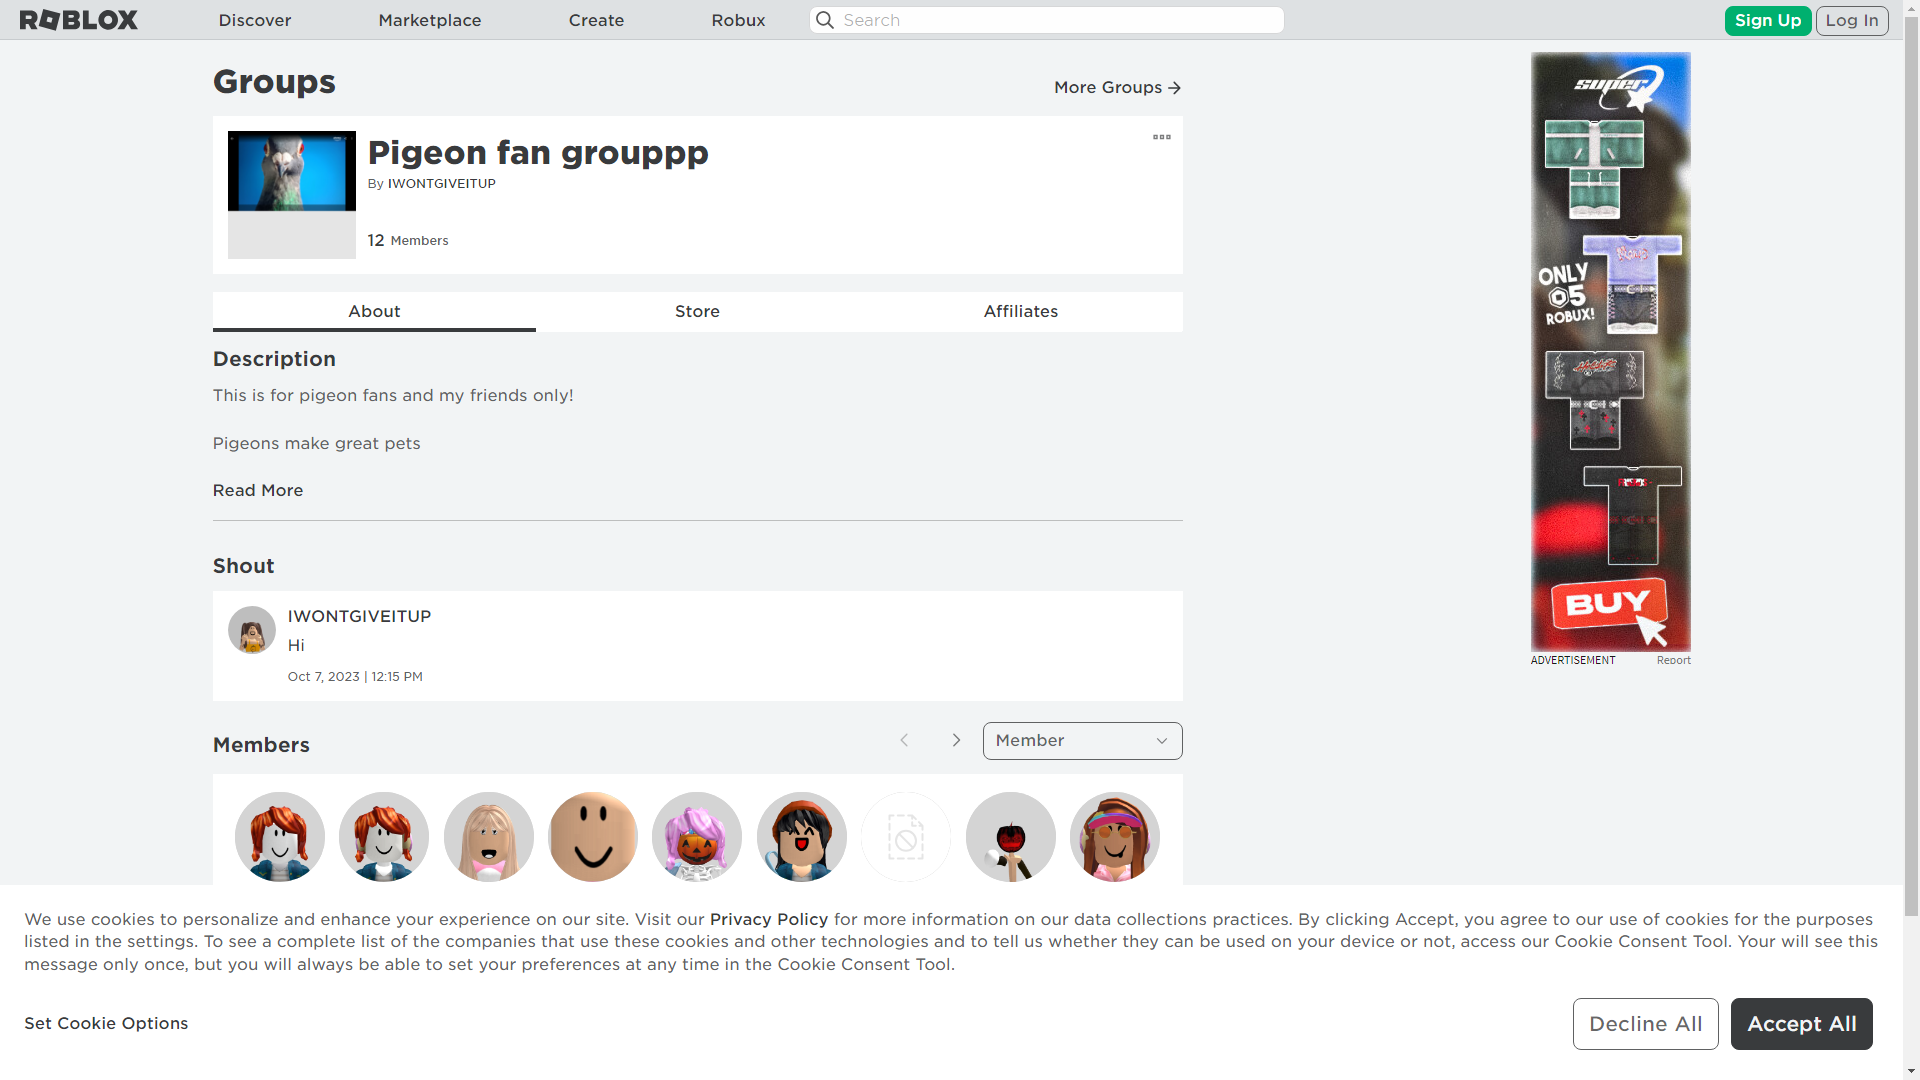 ROBLOX
Discover
Marketplace
Create
Robux
Search
Sign Up
Log In
Groups
More Groups
Pigeon fan grouppp
By IWONTGIVEITUP
12 Members
About
Store
Affiliates
Description
This is for pigeon fans and my friends only!
Pigeons make great pets
Read More
Shout
IWONTGIVEITUP
Hi
Oct 7, 2023 | 12:15 PM
Members
Member
super
ONLY
5
ROBUX!
BUY
ADVERTISEMENT
Report
We use cookies to personalize and enhance your experience on our site. Visit our Privacy Policy for more information on our data collections practices. By clicking Accept, you agree to our use of cookies for the purposes
listed in the settings. To see a complete list of the companies that use these cookies and other technologies and to tell us whether they can be used on your device or not, access our Cookie Consent Tool. Your will see this
message only once, but you will always be able to set your preferences at any time in the Cookie Consent Tool.
Set Cookie Options
Decline All
Accept All